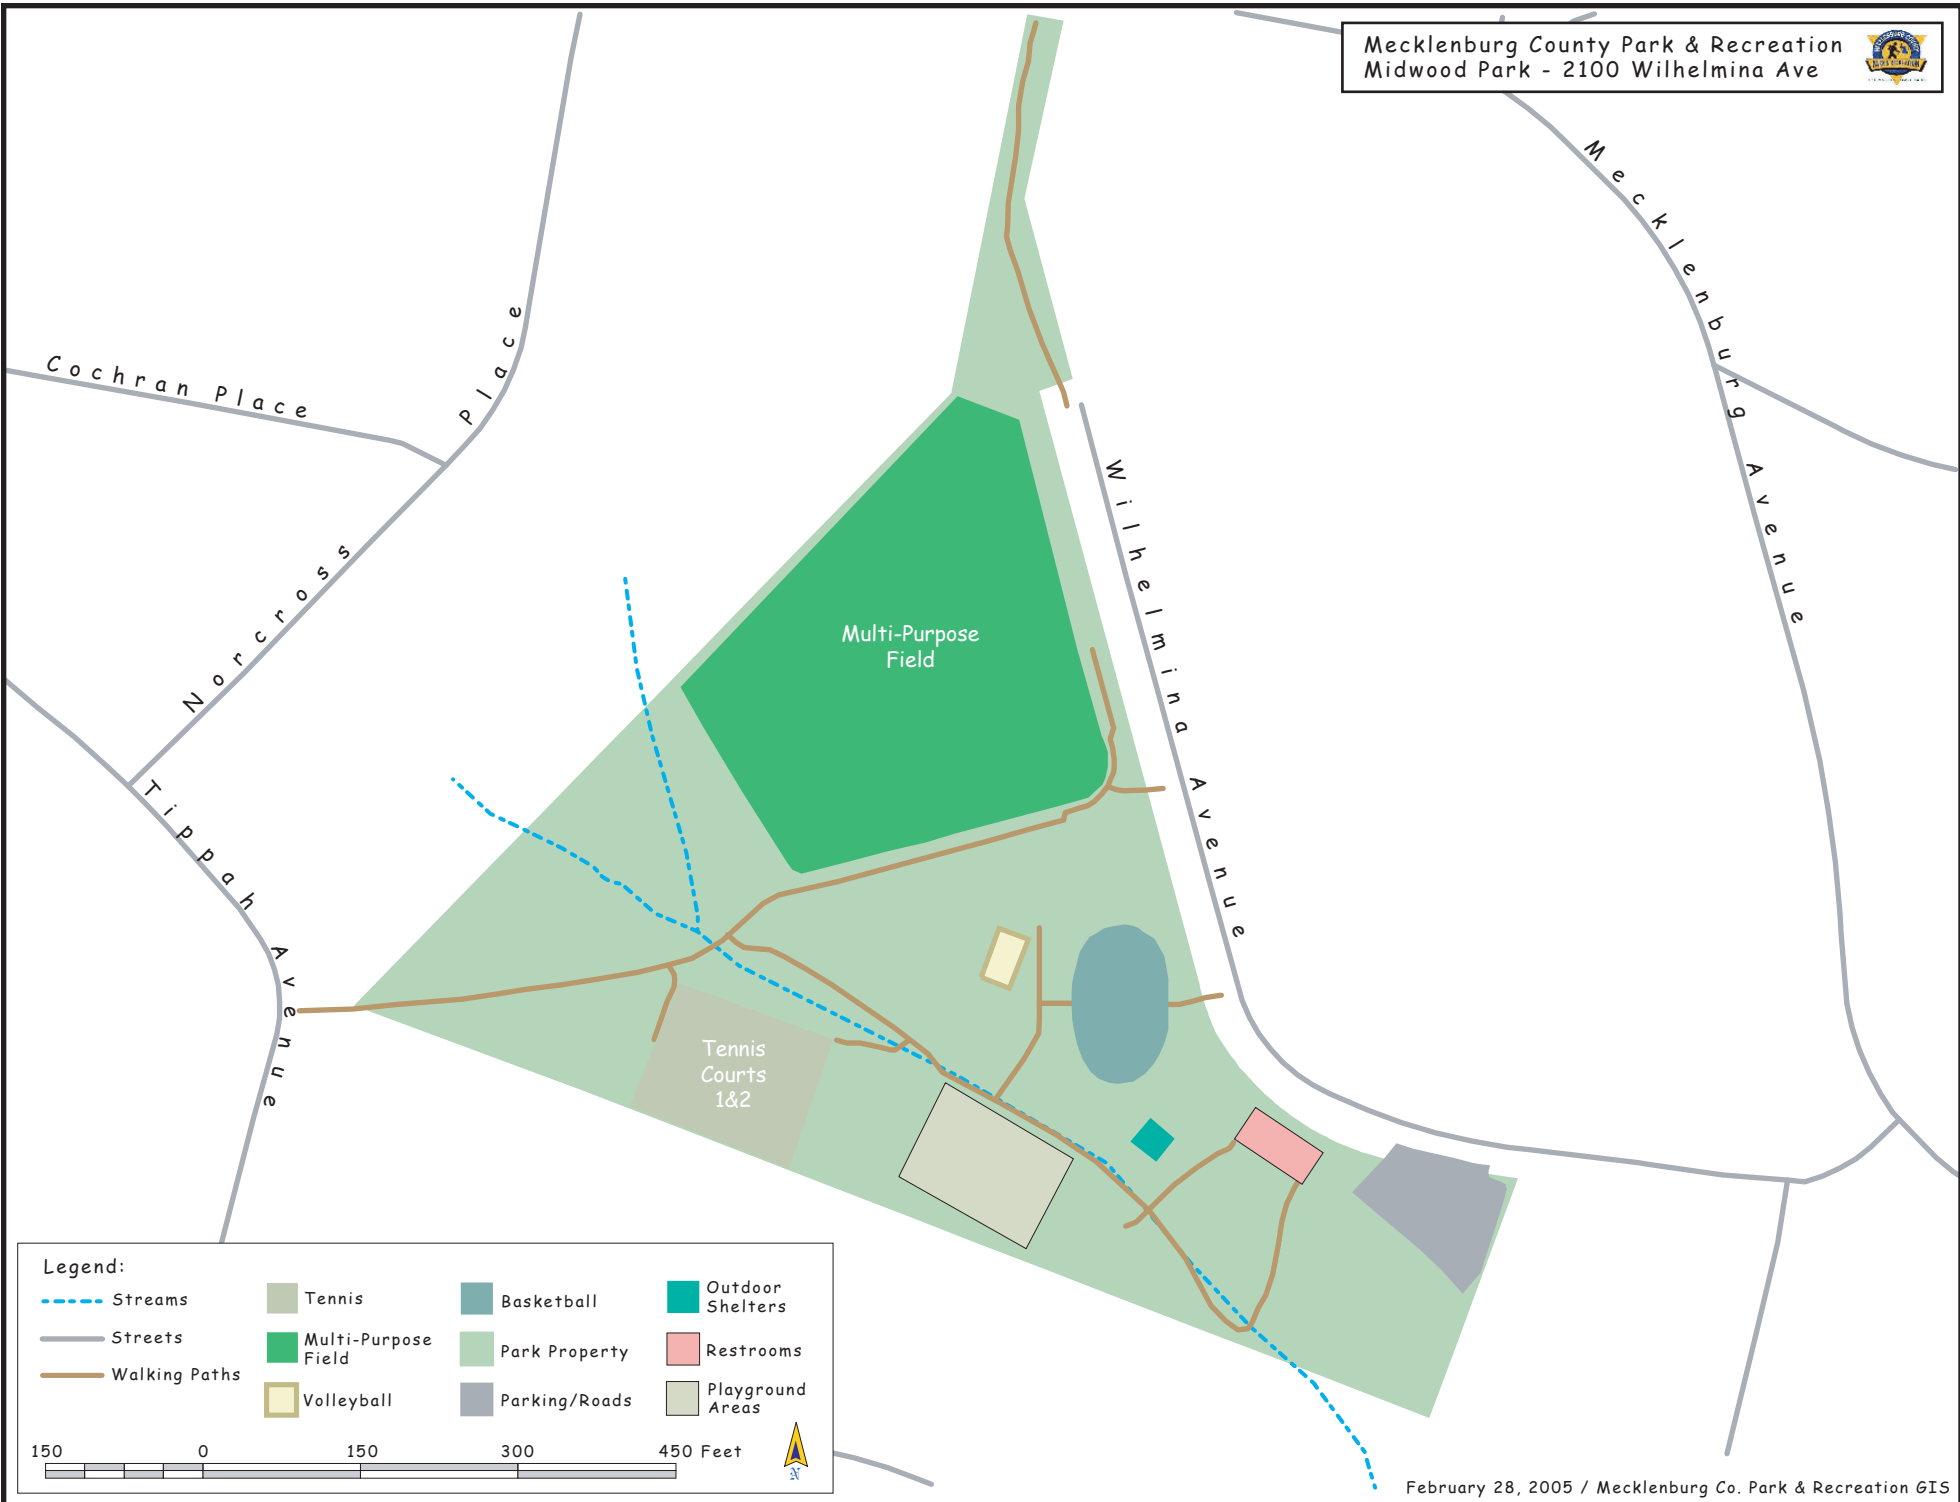 Mecklenburg County Park & Recreation
Midwood Park - 2100 Wilhelmina Ave
Mecklenburg Avenue
Cochran Place
Norcross Place
Wilhelmina Avenue
Tippah Avenue
Multi-Purpose
Field
Tennis
Courts
1&2
Legend:
Streams
Streets
Walking Paths
Tennis
Multi-Purpose
Field
Volleyball
Basketball
Park Property
Parking/Roads
Outdoor
Shelters
Restrooms
Playground
Areas
150 0 150 300 450 Feet
N
February 28, 2005 / Mecklenburg Co. Park & Recreation GIS